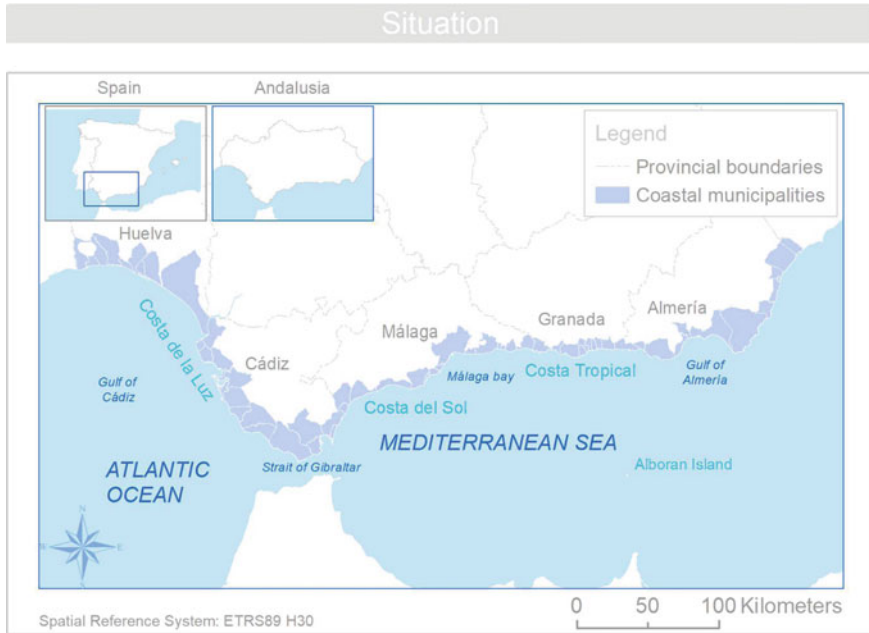 Situation
Spain
Andalusia
Legend
Provincial boundaries
Coastal municipalities
Huelva
Costa de la Luz
Cádiz
Málaga
Granada
Almería
Gulf of
Cádiz
Málaga bay
Costa Tropical
Gulf of
Almería
Costa del Sol
MEDITERRANEAN SEA
ATLANTIC
OCEAN
Strait of Gibraltar
Alboran Island
N
E
Spatial Reference System: ETRS89 H30
0 50 100 Kilometers